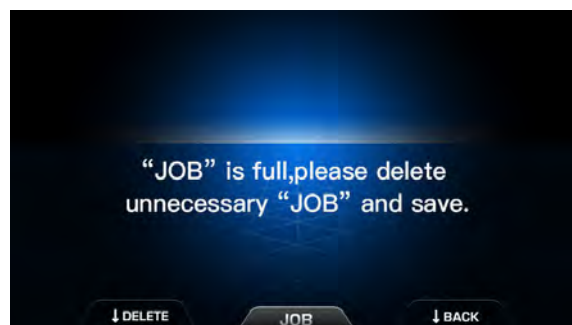 “JOB” is full,please delete
unnecessary “JOB” and save.
↓DELETE
JOB
↓BACK